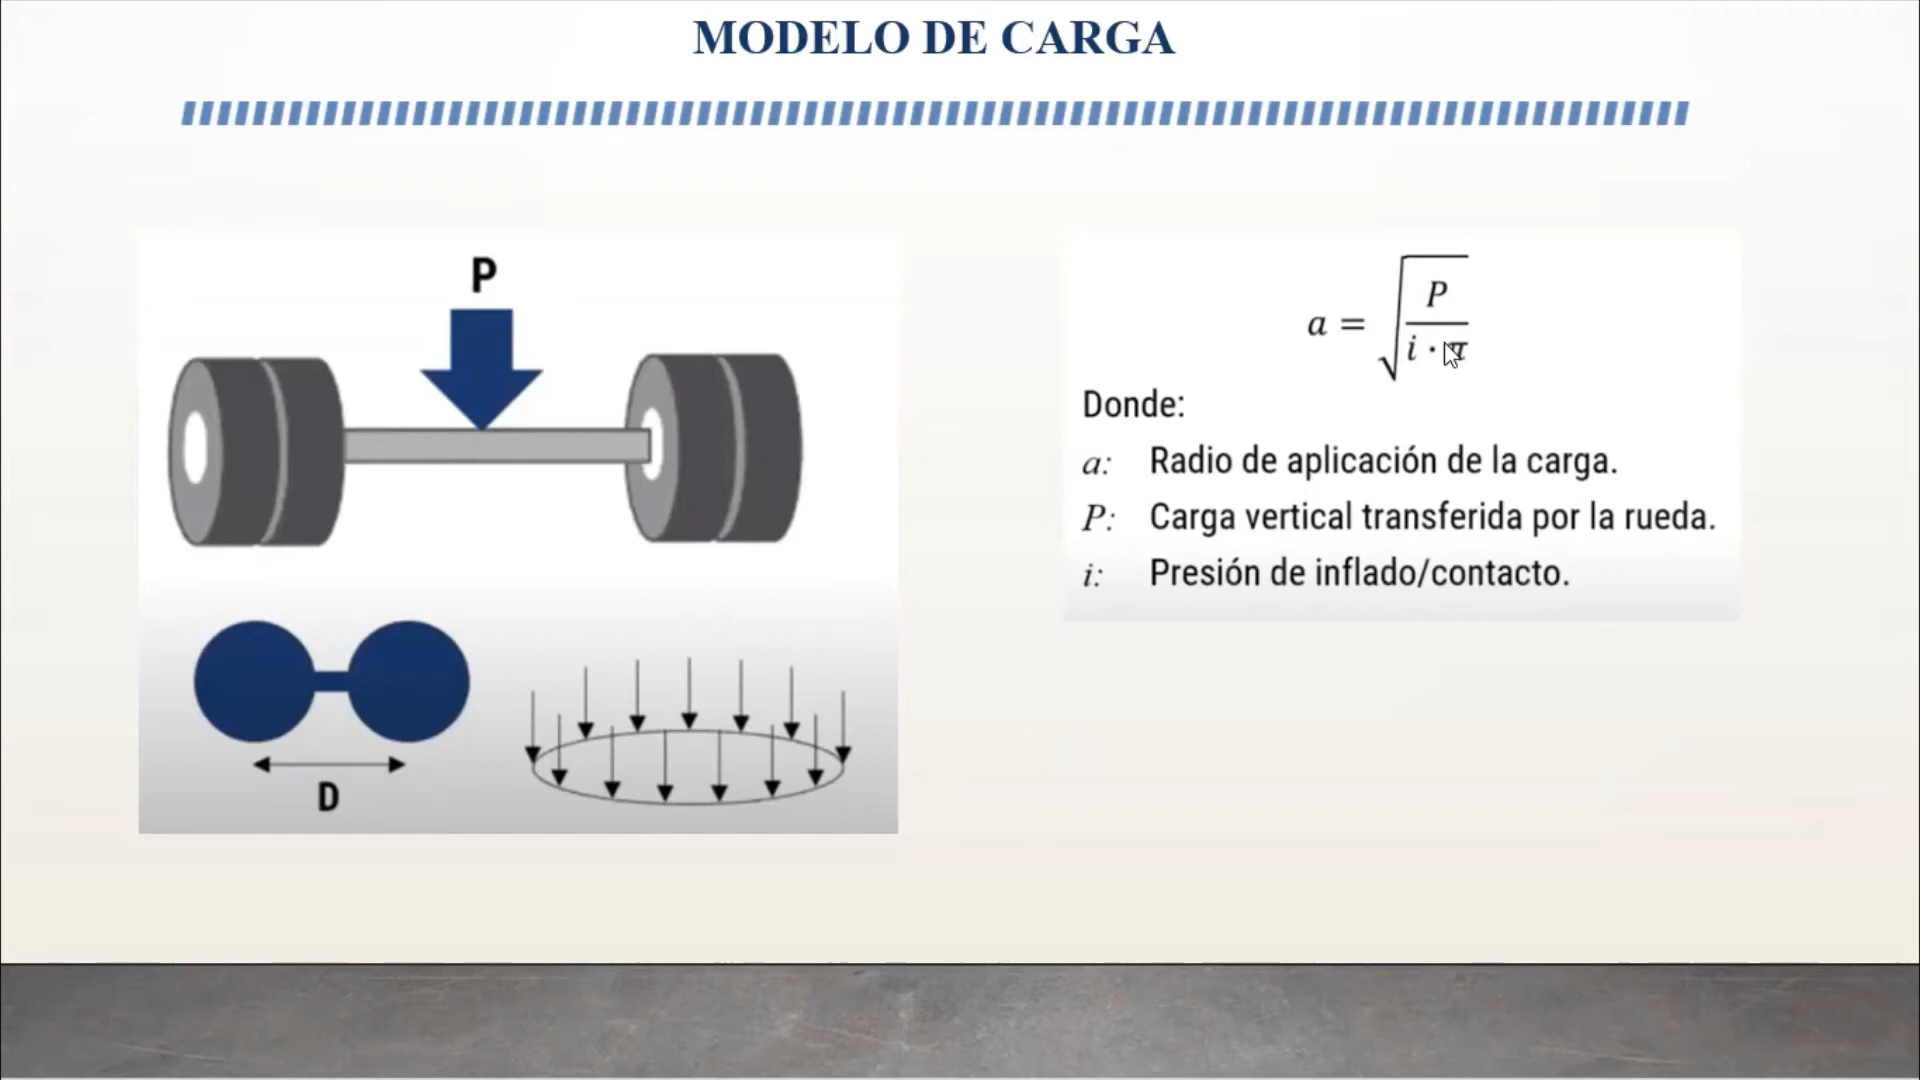 MODELO DE CARGA
P
D
a = √(P / (i · π))
Donde:
a: Radio de aplicación de la carga.
P: Carga vertical transferida por la rueda.
i: Presión de inflado/contacto.